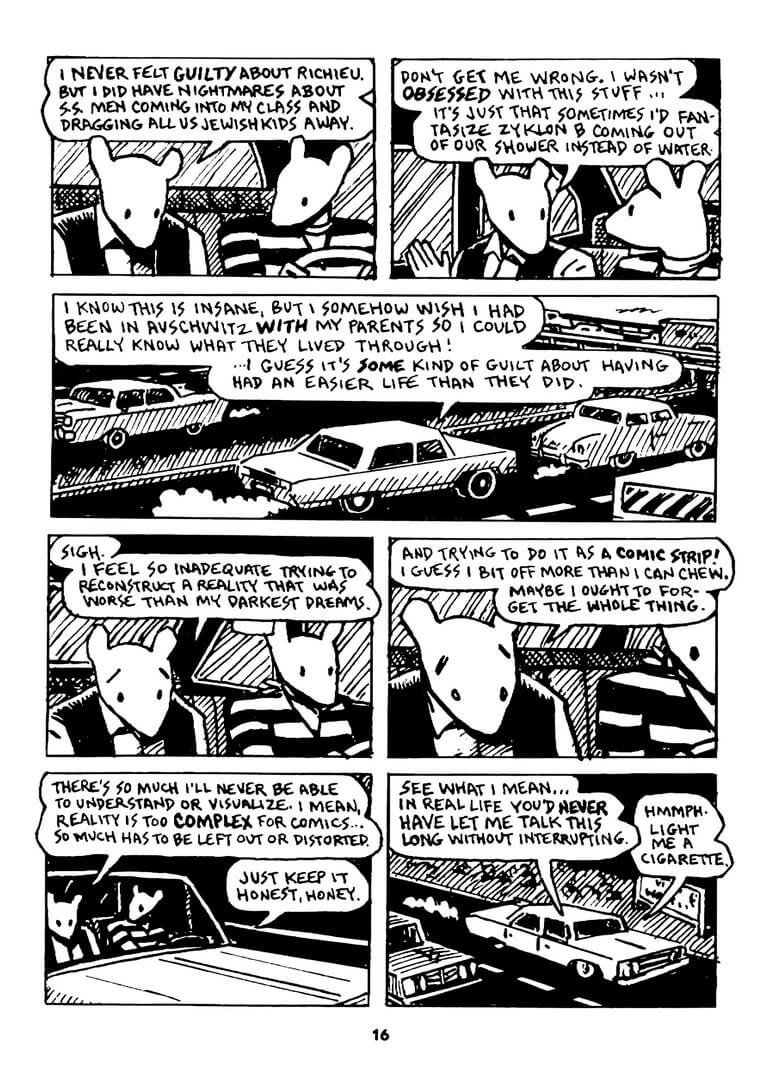 I NEVER FELT GUILTY ABOUT RICHIEU.
BUT I DID HAVE NIGHTMARES ABOUT
S.S. MEN COMING INTO MY CLASS AND
DRAGGING ALL US JEWISH KIDS AWAY.
DON'T GET ME WRONG. I WASN'T
OBSESSED WITH THIS STUFF...
IT'S JUST THAT SOMETIMES I'D FAN-
TASIZE ZYKLON B COMING OUT
OF OUR SHOWER INSTEAD OF WATER.
I KNOW THIS IS INSANE, BUT I SOMEHOW WISH I HAD
BEEN IN AUSCHWITZ WITH MY PARENTS SO I COULD
REALLY KNOW WHAT THEY LIVED THROUGH!
...I GUESS IT'S SOME KIND OF GUILT ABOUT HAVING
HAD AN EASIER LIFE THAN THEY DID.
SIGH.
I FEEL SO INADEQUATE TRYING TO
RECONSTRUCT A REALITY THAT WAS
WORSE THAN MY DARKEST DREAMS.
AND TRYING TO DO IT AS A COMIC STRIP!
I GUESS I BIT OFF MORE THAN I CAN CHEW.
MAYBE I OUGHT TO FOR-
GET THE WHOLE THING.
THERE'S SO MUCH I'LL NEVER BE ABLE
TO UNDERSTAND OR VISUALIZE. I MEAN,
REALITY IS TOO COMPLEX FOR COMICS...
SO MUCH HAS TO BE LEFT OUT OR DISTORTED.
JUST KEEP IT
HONEST, HONEY.
SEE WHAT I MEAN...
IN REAL LIFE YOU'D NEVER
HAVE LET ME TALK THIS
LONG WITHOUT INTERRUPTING.
HMMPH.
LIGHT
ME A
CIGARETTE.
16